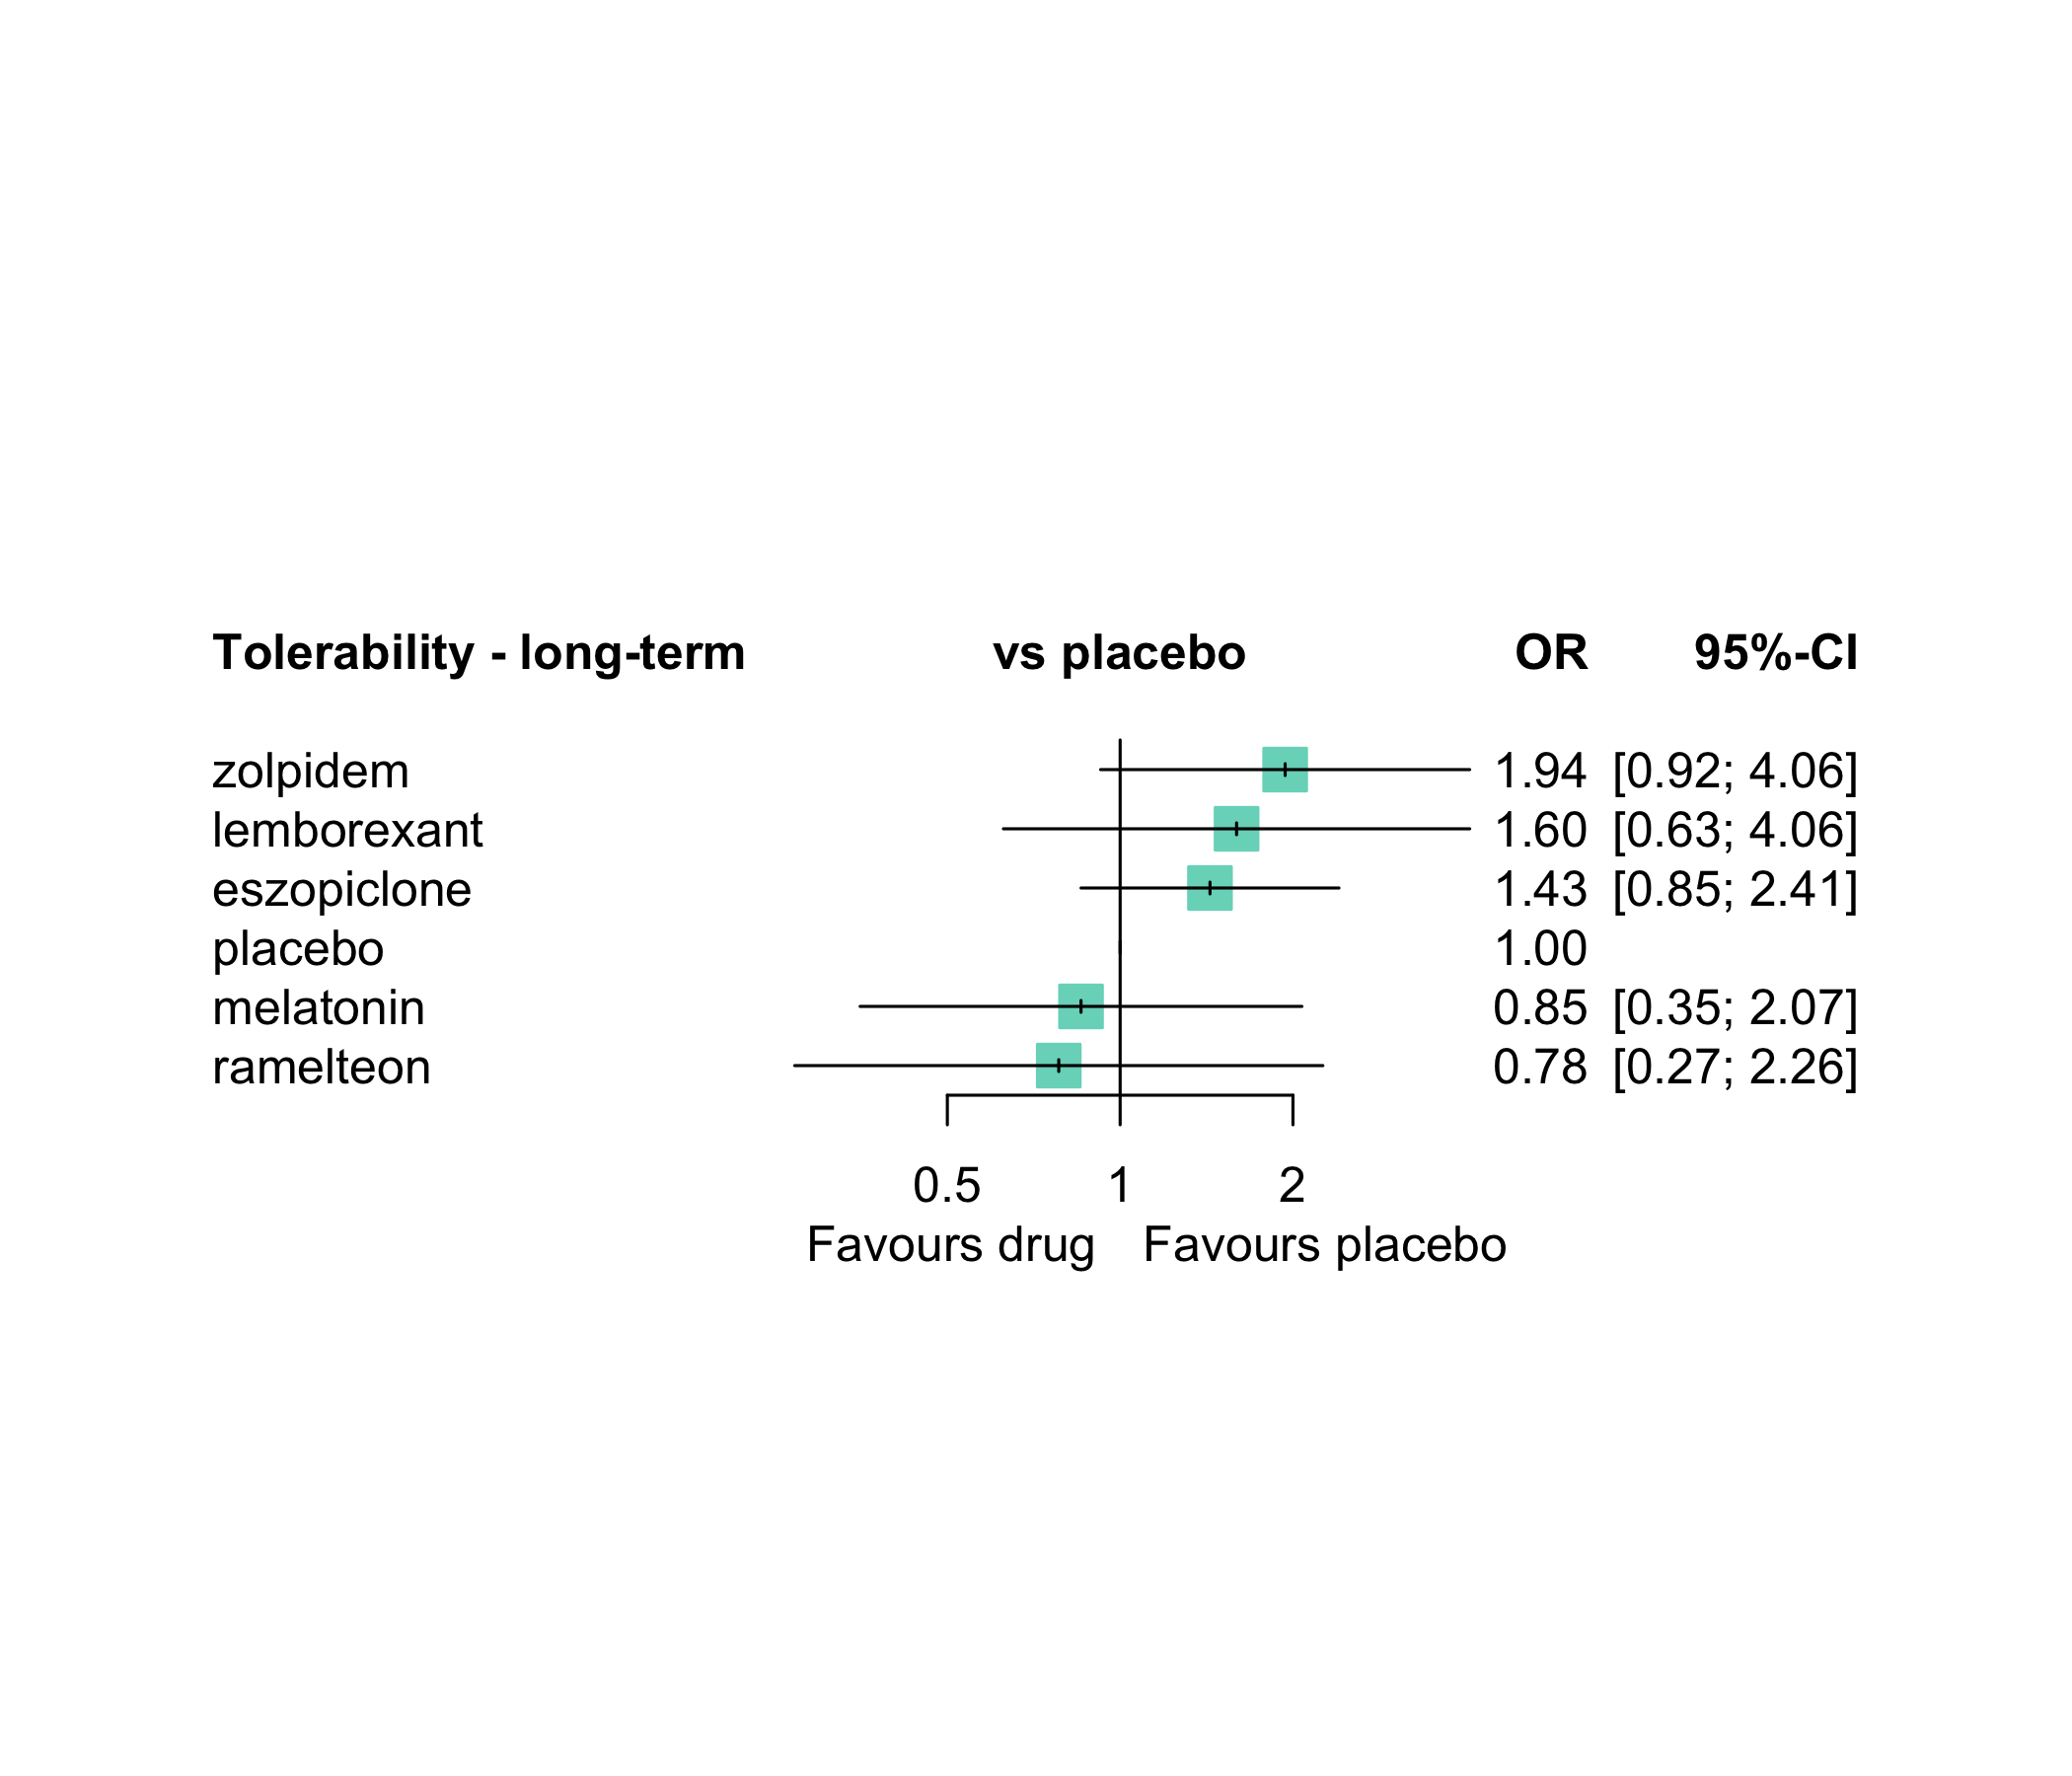 Tolerability - long-term vs placebo OR 95%-CI
zolpidem 1.94 [0.92; 4.06]
lemborexant 1.60 [0.63; 4.06]
eszopiclone 1.43 [0.85; 2.41]
placebo 1.00
melatonin 0.85 [0.35; 2.07]
ramelteon 0.78 [0.27; 2.26]
0.5 1 2
Favours drug Favours placebo